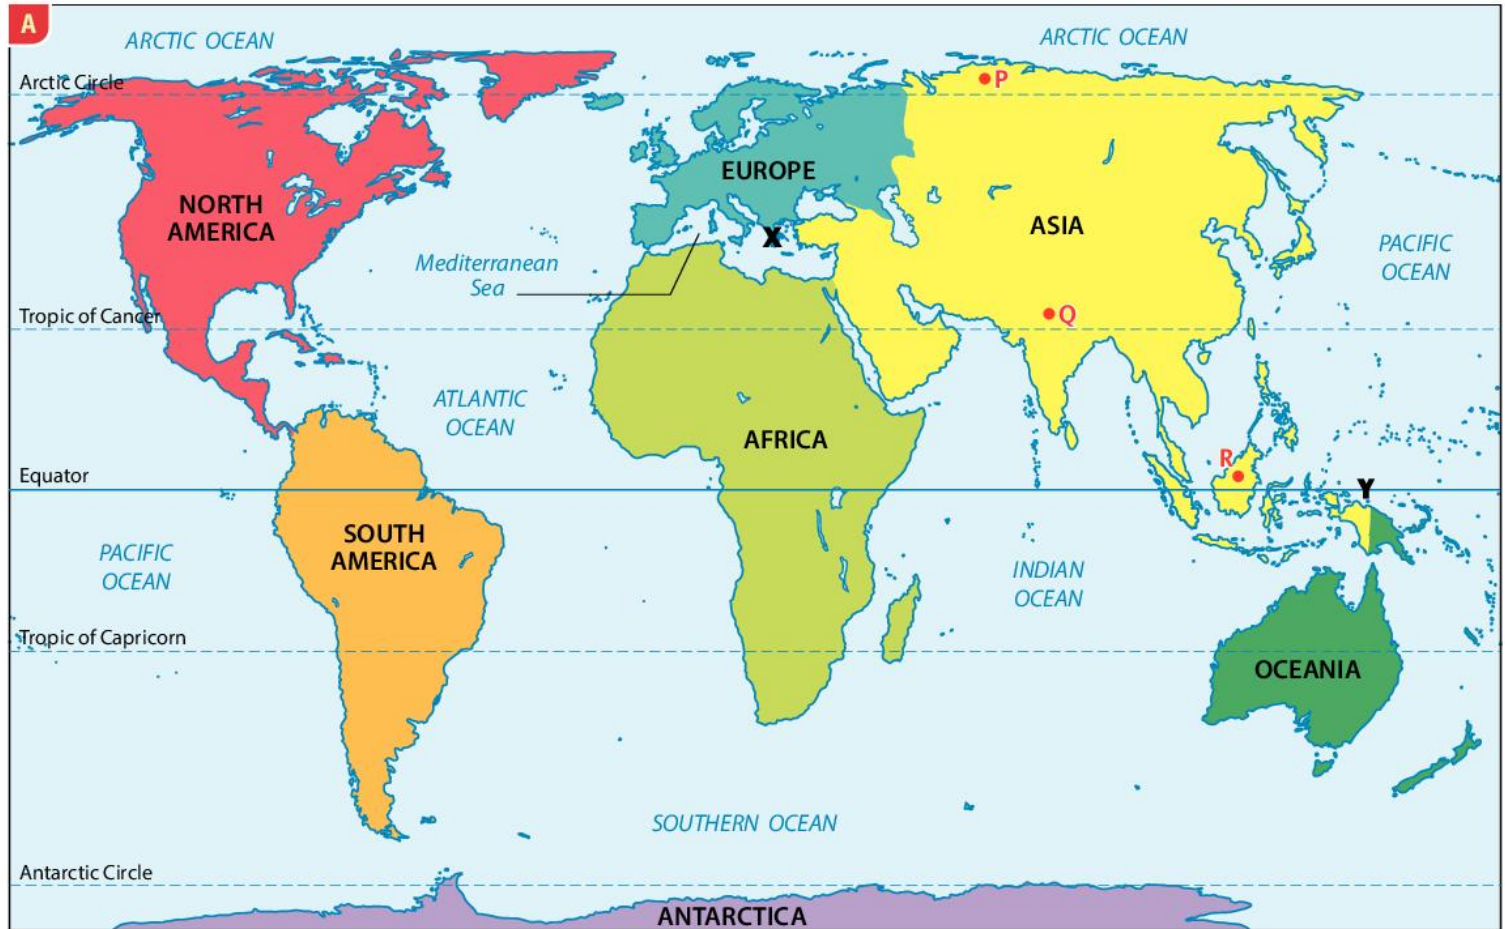 A
ARCTIC OCEAN
ARCTIC OCEAN
Arctic Circle
P
EUROPE
NORTH
AMERICA
ASIA
X
PACIFIC
OCEAN
Mediterranean
Sea
Tropic of Cancer
Q
ATLANTIC
OCEAN
AFRICA
R
Equator
Y
SOUTH
AMERICA
PACIFIC
OCEAN
INDIAN
OCEAN
Tropic of Capricorn
OCEANIA
SOUTHERN OCEAN
Antarctic Circle
ANTARCTICA